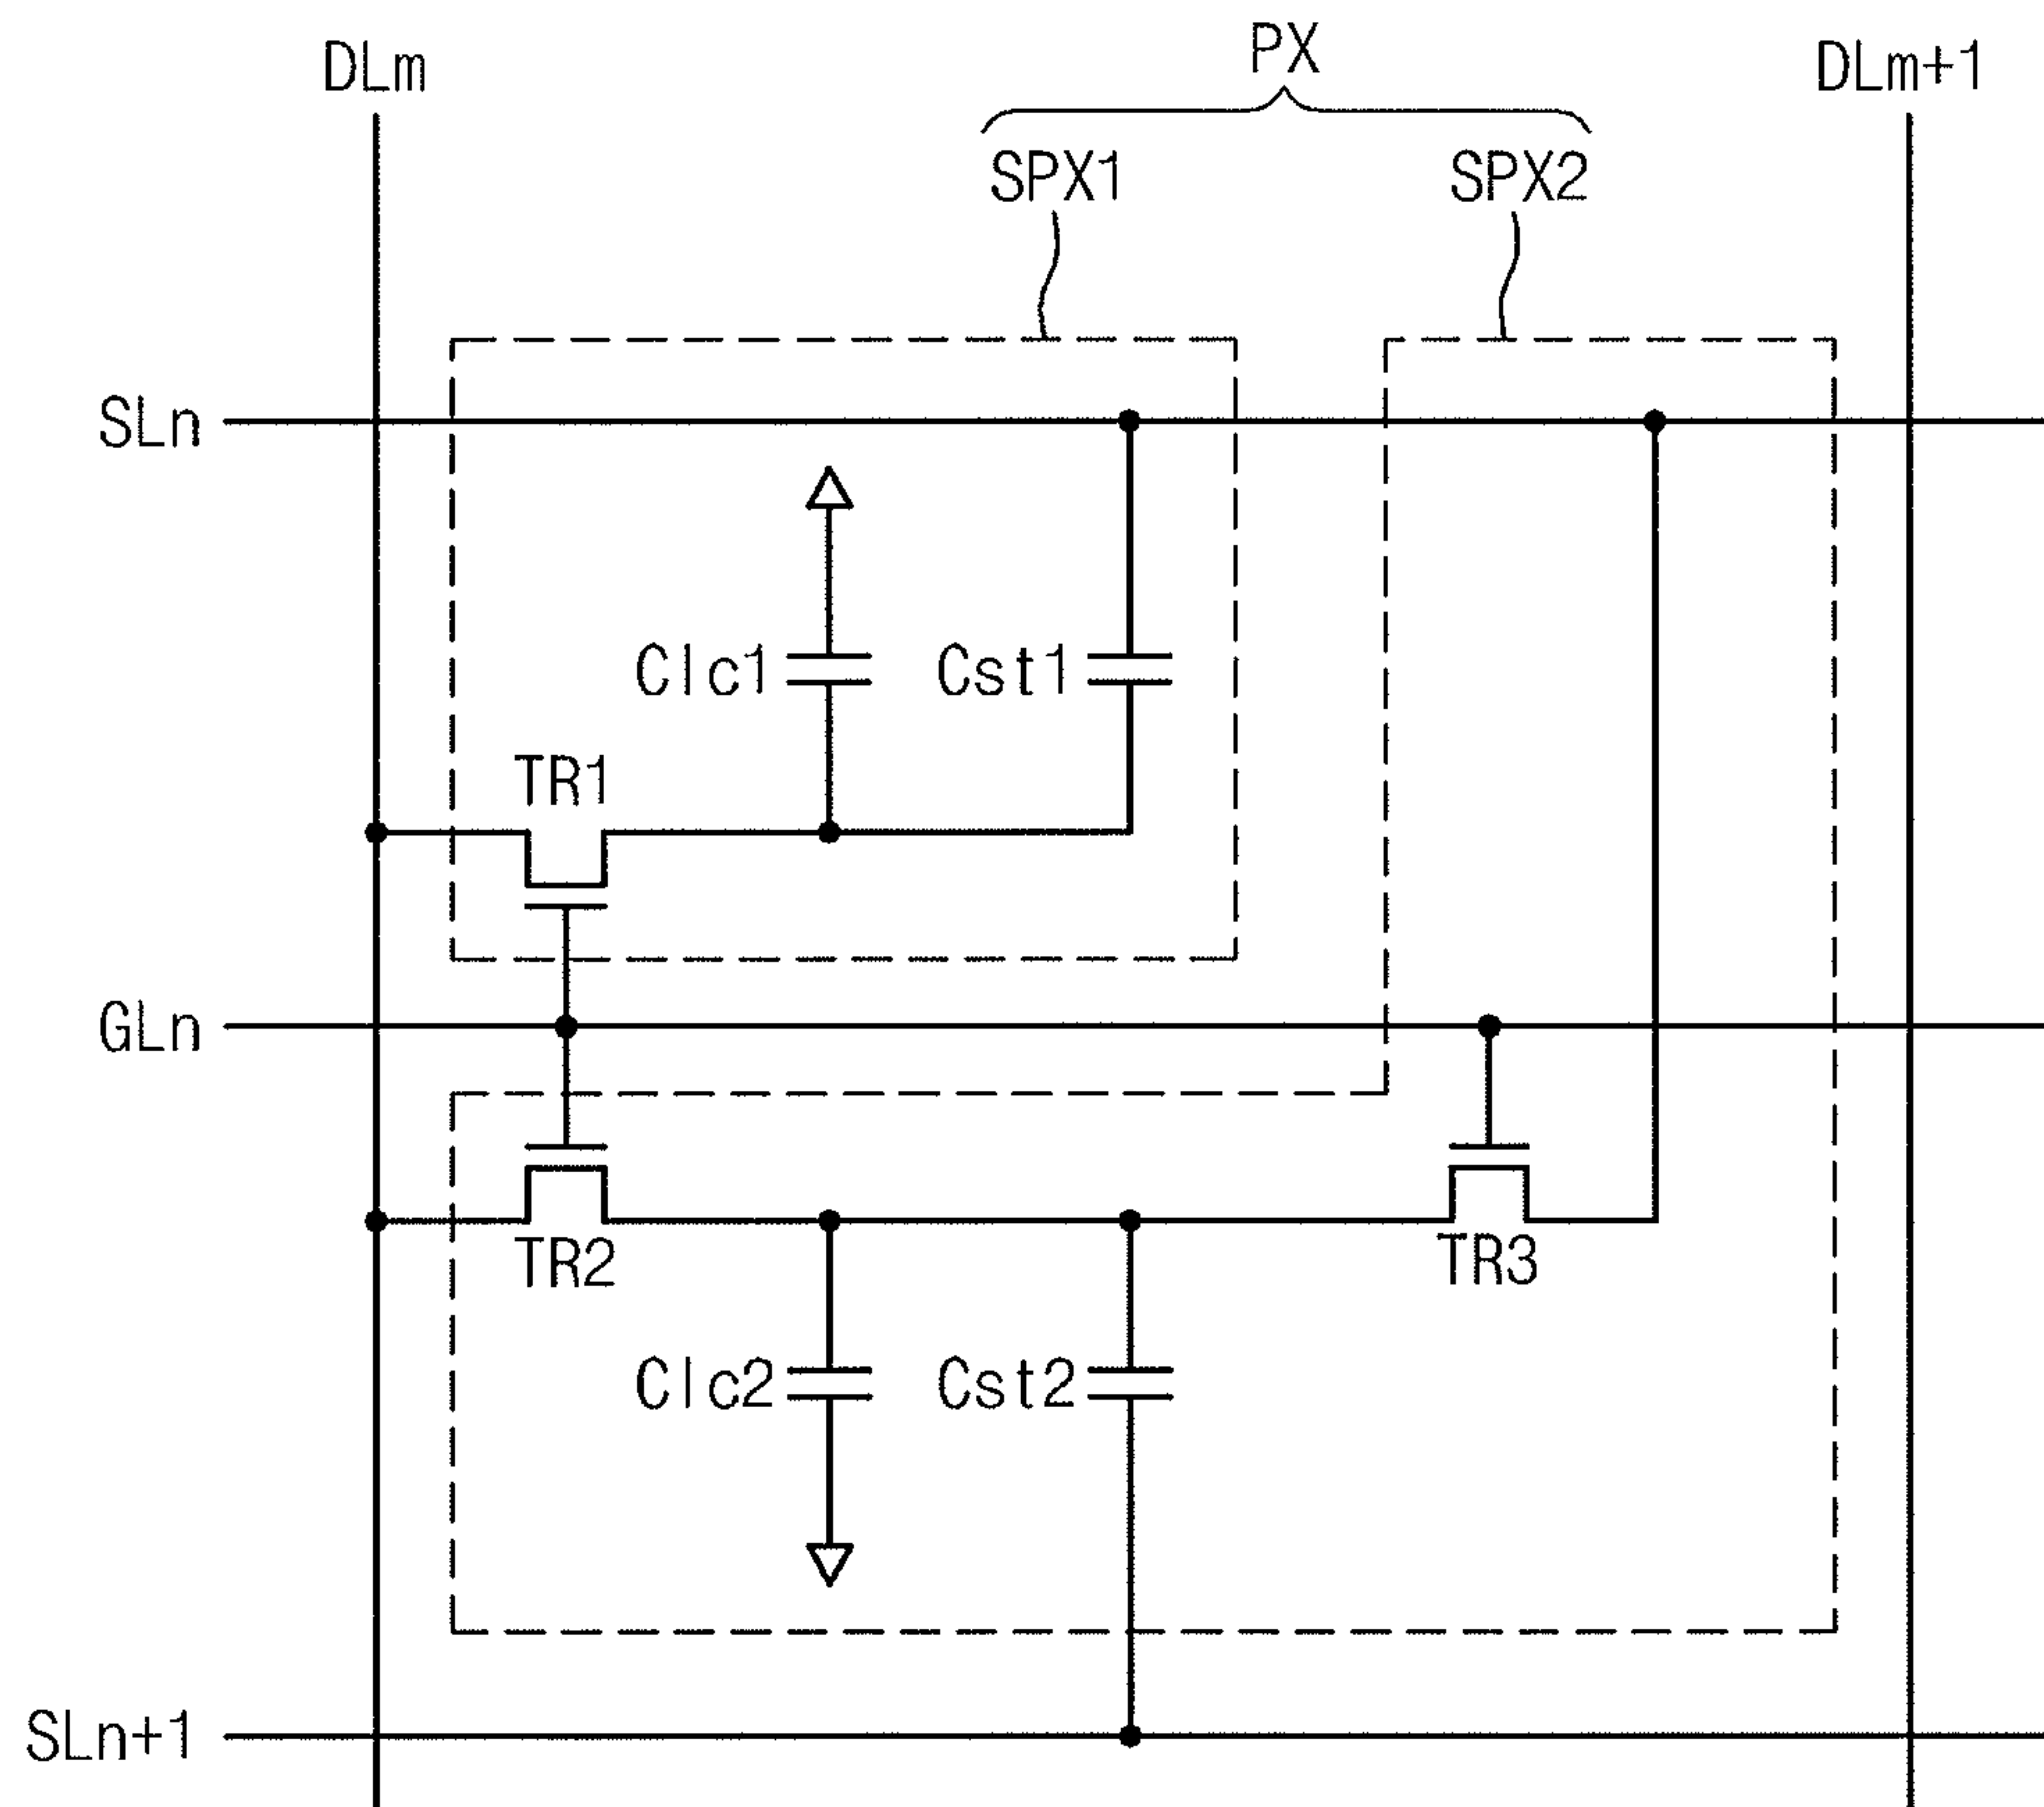 PX
DLm
DLm+1
SPX1
SPX2
SLn
Clc1
Cst1
TR1
GLn
TR2
TR3
Clc2
Cst2
SLn+1